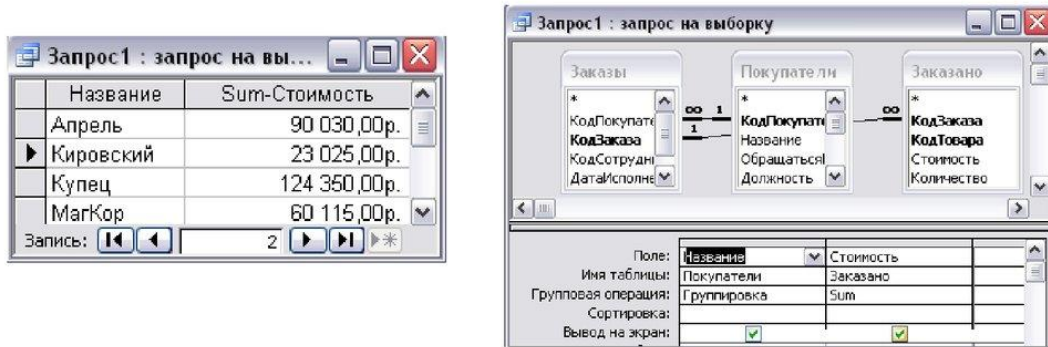 Запрос1 : запрос на вы...
Название Sum-Стоимость
Апрель 90 030,00р.
Кировский 23 025,00р.
Купец 124 350,00р.
МагКор 60 115,00р.
Запись: 2
Запрос1 : запрос на выборку
Заказы Покупатели Заказано
* * *
КодПокупате КодПокупате КодЗаказа
КодЗаказа Название КодТовара
КодСотрудни Обращаться Стоимость
ДатаИсполне Должность Количество
∞ 1 ∞
1
Поле: Название Стоимость
Имя таблицы: Покупатели Заказано
Групповая операция: Группировка Sum
Сортировка:
Вывод на экран: